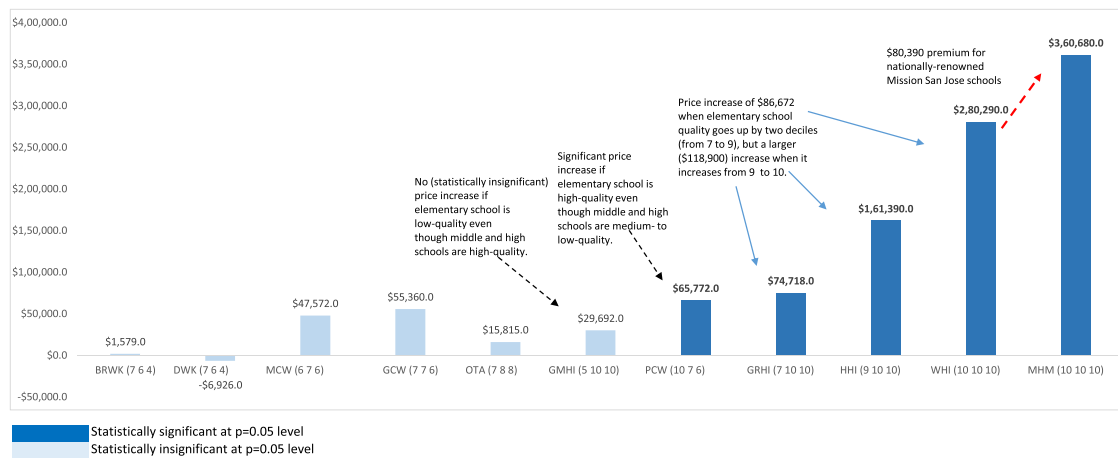 $4,00,000.0
$3,50,000.0
$3,00,000.0
$2,50,000.0
$2,00,000.0
$1,50,000.0
$1,00,000.0
$50,000.0
$0.0
-$50,000.0
$1,579.0
-$6,926.0
$47,572.0
$55,360.0
$15,815.0
$29,692.0
$65,772.0
$74,718.0
$1,61,390.0
$2,80,290.0
$3,60,680.0
No (statistically insignificant)
price increase if
elementary school is
low-quality even
though middle and high
schools are high-quality.
Significant price
increase if
elementary school is
high-quality even
though middle and high
schools are medium- to
low-quality.
Price increase of $86,672
when elementary school
quality goes up by two deciles
(from 7 to 9), but a larger
($118,900) increase when it
increases from 9 to 10.
$80,390 premium for
nationally-renowned
Mission San Jose schools
BRWK (7 6 4)
DWK (7 6 4)
MCW (6 7 6)
GCW (7 7 6)
OTA (7 8 8)
GMHI (5 10 10)
PCW (10 7 6)
GRHI (7 10 10)
HHI (9 10 10)
WHI (10 10 10)
MHM (10 10 10)
Statistically significant at p=0.05 level
Statistically insignificant at p=0.05 level